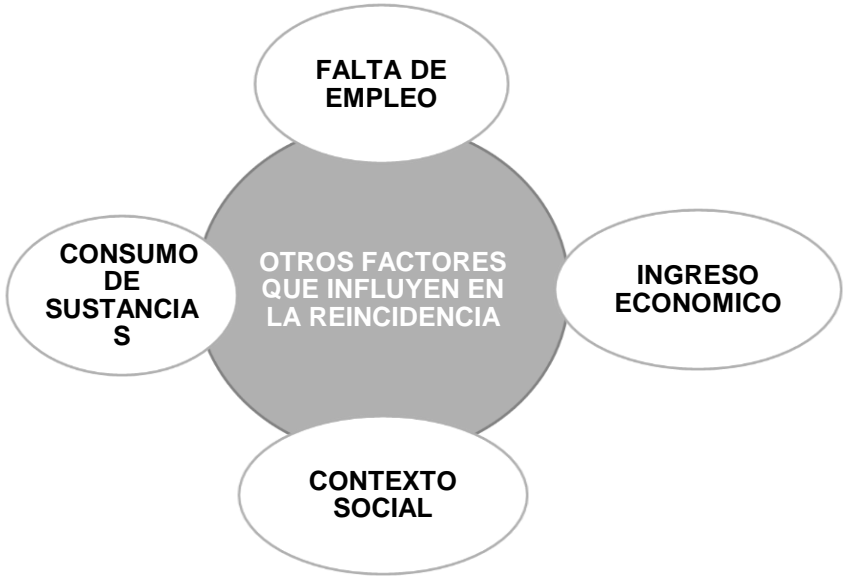 FALTA DE
EMPLEO
CONSUMO
DE
SUSTANCIA
S
OTROS FACTORES
QUE INFLUYEN EN
LA REINCIDENCIA
INGRESO
ECONOMICO
CONTEXTO
SOCIAL